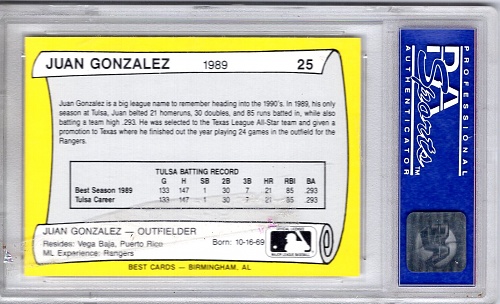 JUAN GONZALEZ 1989 25
Juan Gonzalez is a big league name to remember heading into the 1990's. In 1989, his only
season at Tulsa, Juan belted 21 homeruns, 30 doubles, and 85 runs batted in, while also
batting a team high .293. He was selected to the Texas League All-Star team and given a
promotion to Texas where he finished out the year playing 24 games in the outfield for the
Rangers.
TULSA BATTING RECORD
G H SB 2B 3B HR RBI BA
Best Season 1989 133 147 1 30 7 21 85 .293
Tulsa Career 133 147 1 30 7 21 85 .293
JUAN GONZALEZ — OUTFIELDER
Resides: Vega Baja, Puerto Rico Born: 10-16-69
ML Experience: Rangers
MAJOR LEAGUE BASEBALL
BEST CARDS — BIRMINGHAM, AL
PROFESSIONAL
PSA
Sports
TM
AUTHENTICATOR